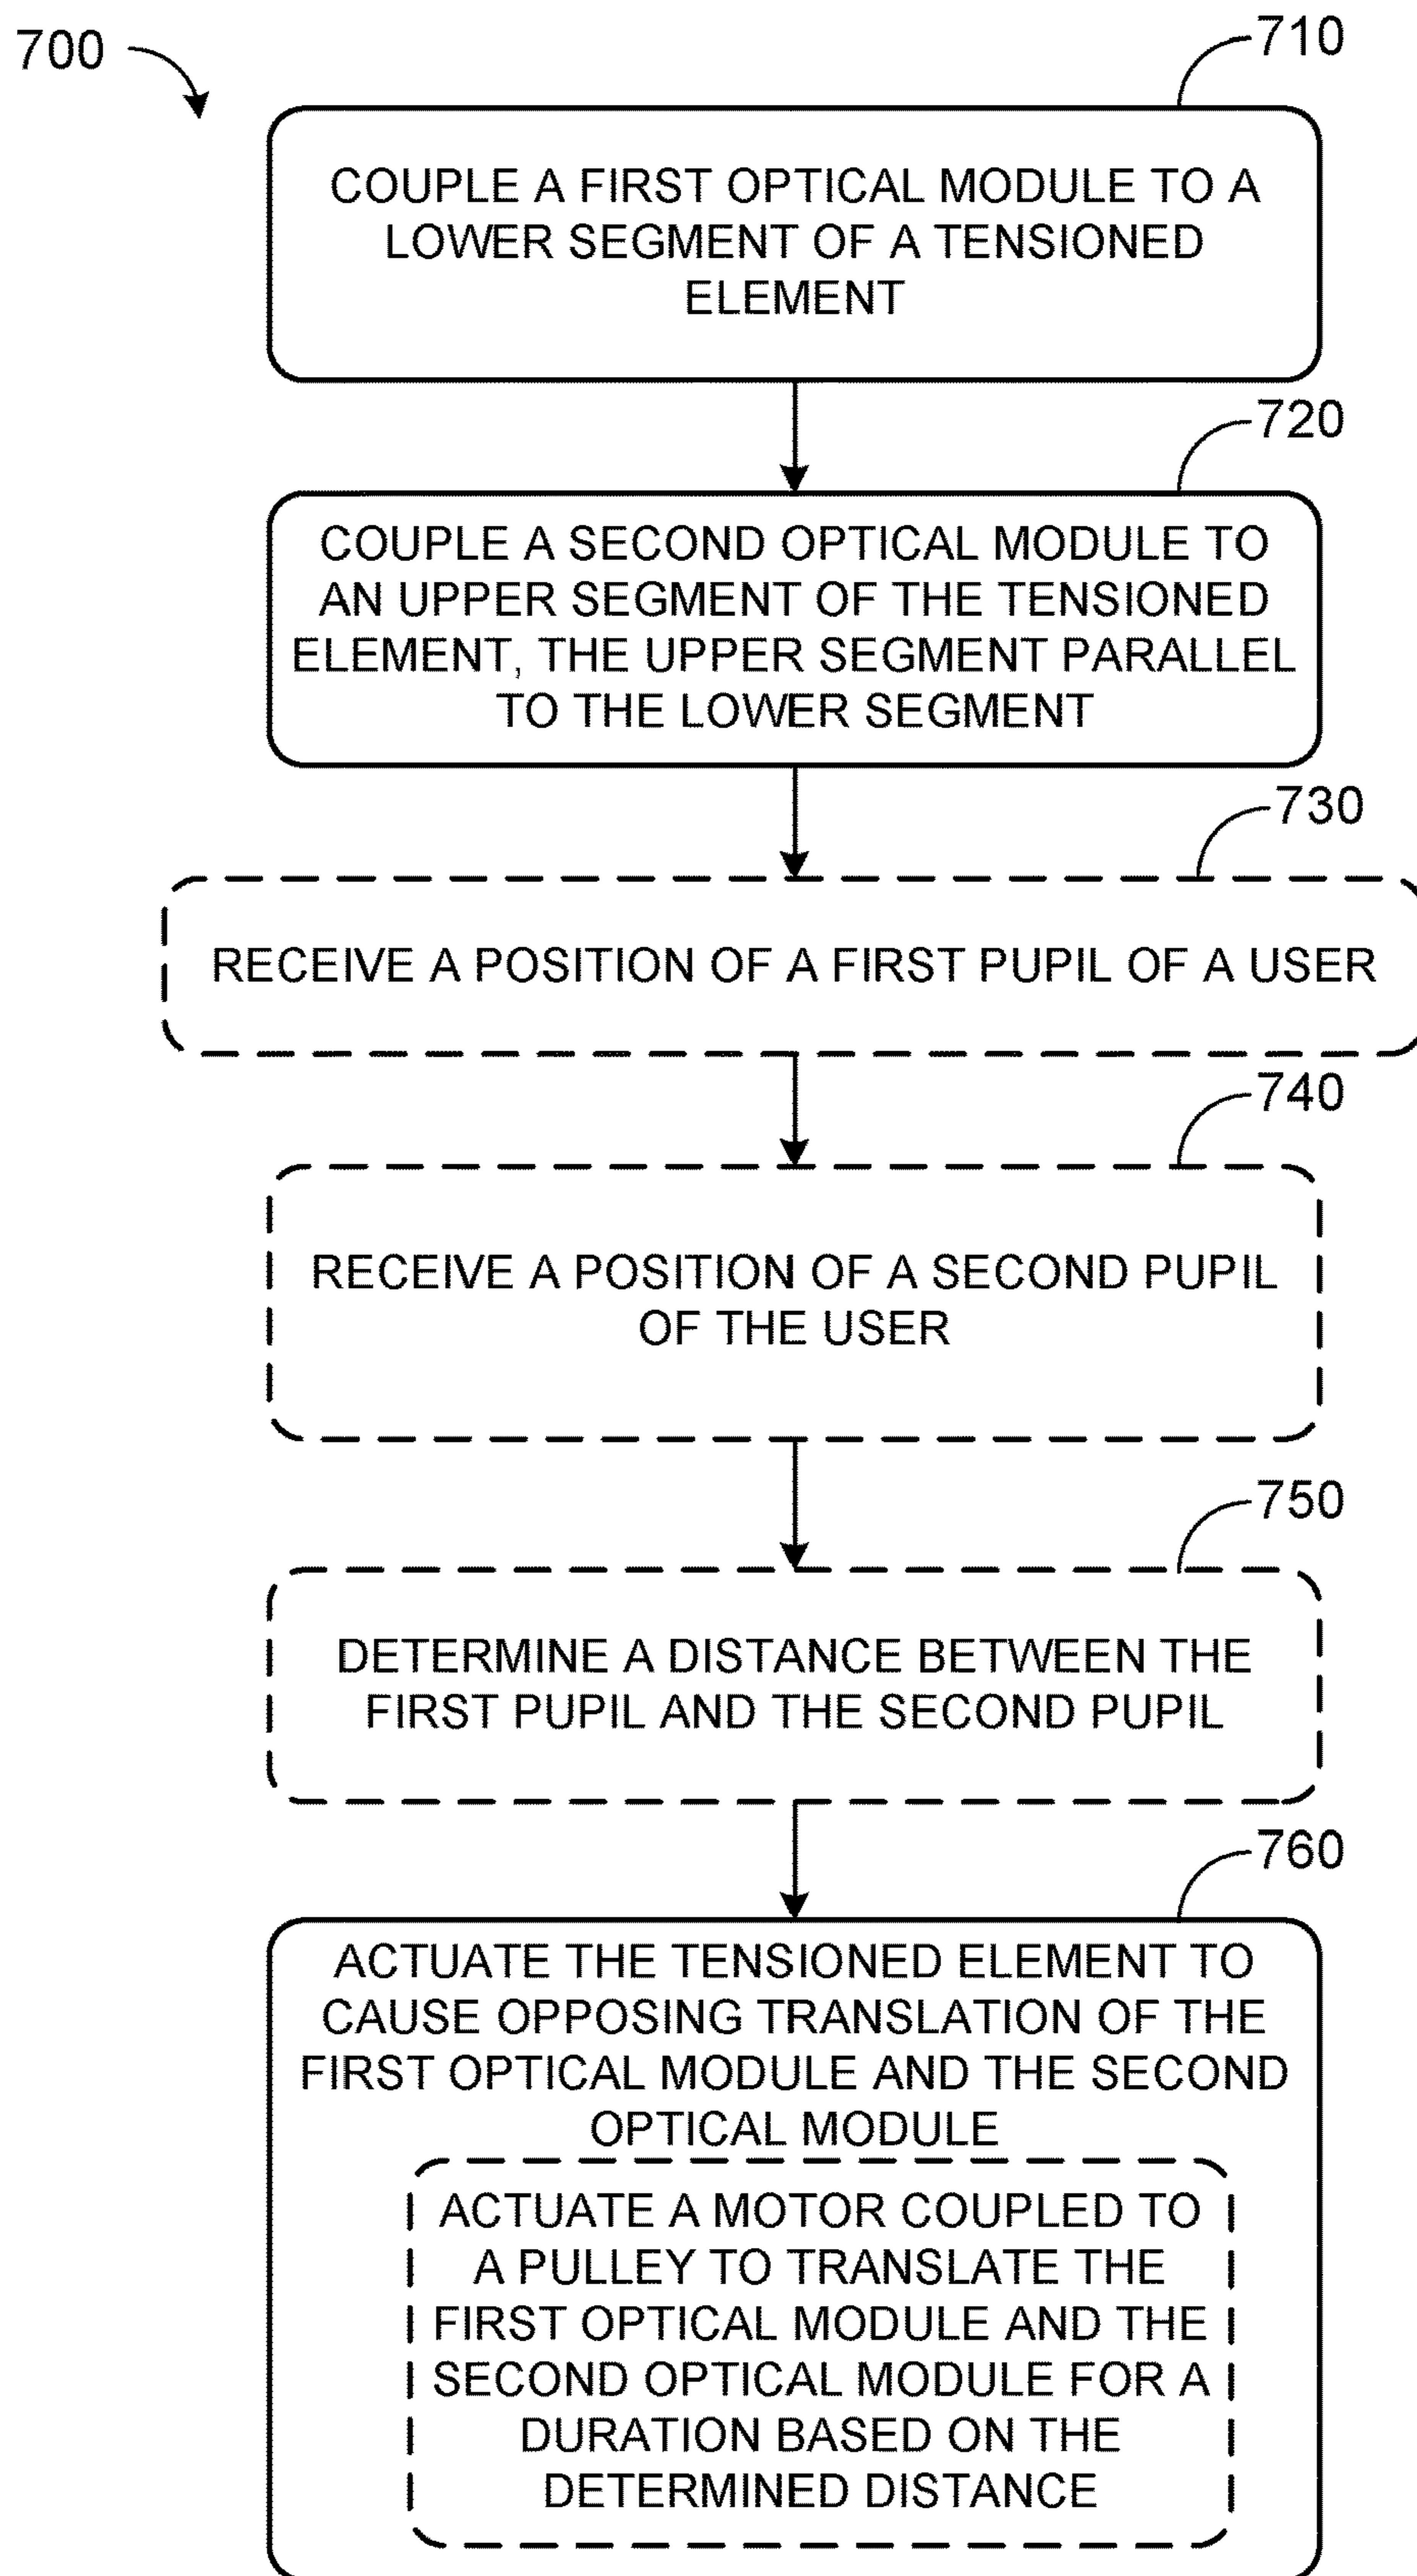 700
710
COUPLE A FIRST OPTICAL MODULE TO A
LOWER SEGMENT OF A TENSIONED
ELEMENT
720
COUPLE A SECOND OPTICAL MODULE TO
AN UPPER SEGMENT OF THE TENSIONED
ELEMENT, THE UPPER SEGMENT PARALLEL
TO THE LOWER SEGMENT
730
RECEIVE A POSITION OF A FIRST PUPIL OF A USER
740
RECEIVE A POSITION OF A SECOND PUPIL
OF THE USER
750
DETERMINE A DISTANCE BETWEEN THE
FIRST PUPIL AND THE SECOND PUPIL
760
ACTUATE THE TENSIONED ELEMENT TO
CAUSE OPPOSING TRANSLATION OF THE
FIRST OPTICAL MODULE AND THE SECOND
OPTICAL MODULE
ACTUATE A MOTOR COUPLED TO
A PULLEY TO TRANSLATE THE
FIRST OPTICAL MODULE AND THE
SECOND OPTICAL MODULE FOR A
DURATION BASED ON THE
DETERMINED DISTANCE